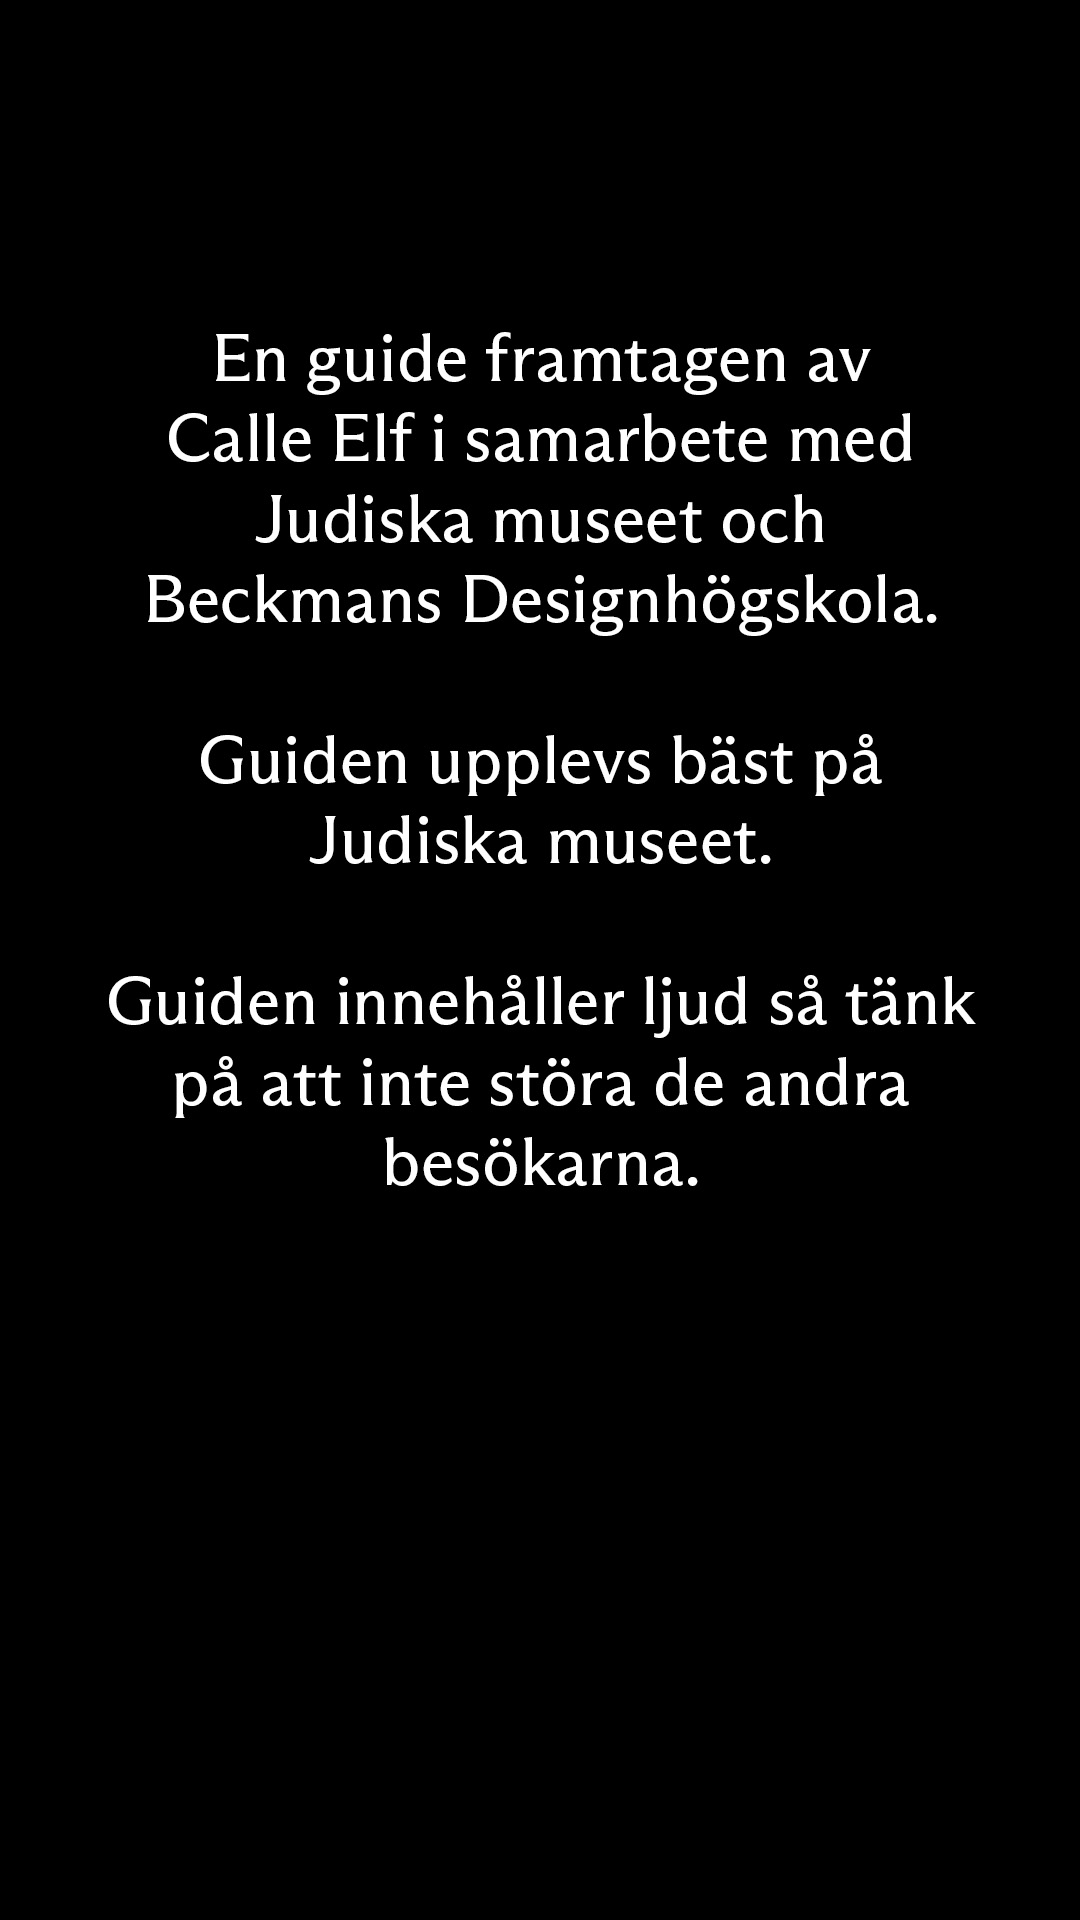 En guide framtagen av
Calle Elf i samarbete med
Judiska museet och
Beckmans Designhögskola.
Guiden upplevs bäst på
Judiska museet.
Guiden innehåller ljud så tänk
på att inte störa de andra
besökarna.